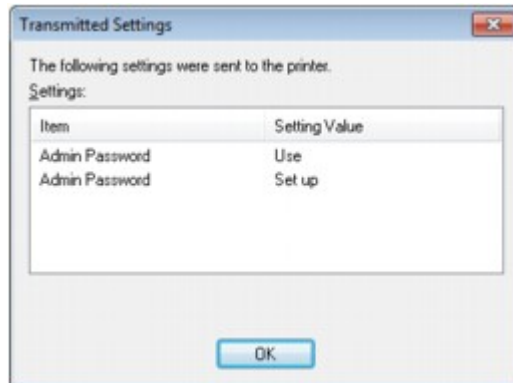 Transmitted Settings
The following settings were sent to the printer.
Settings:
Item Setting Value
Admin Password Use
Admin Password Set up
OK